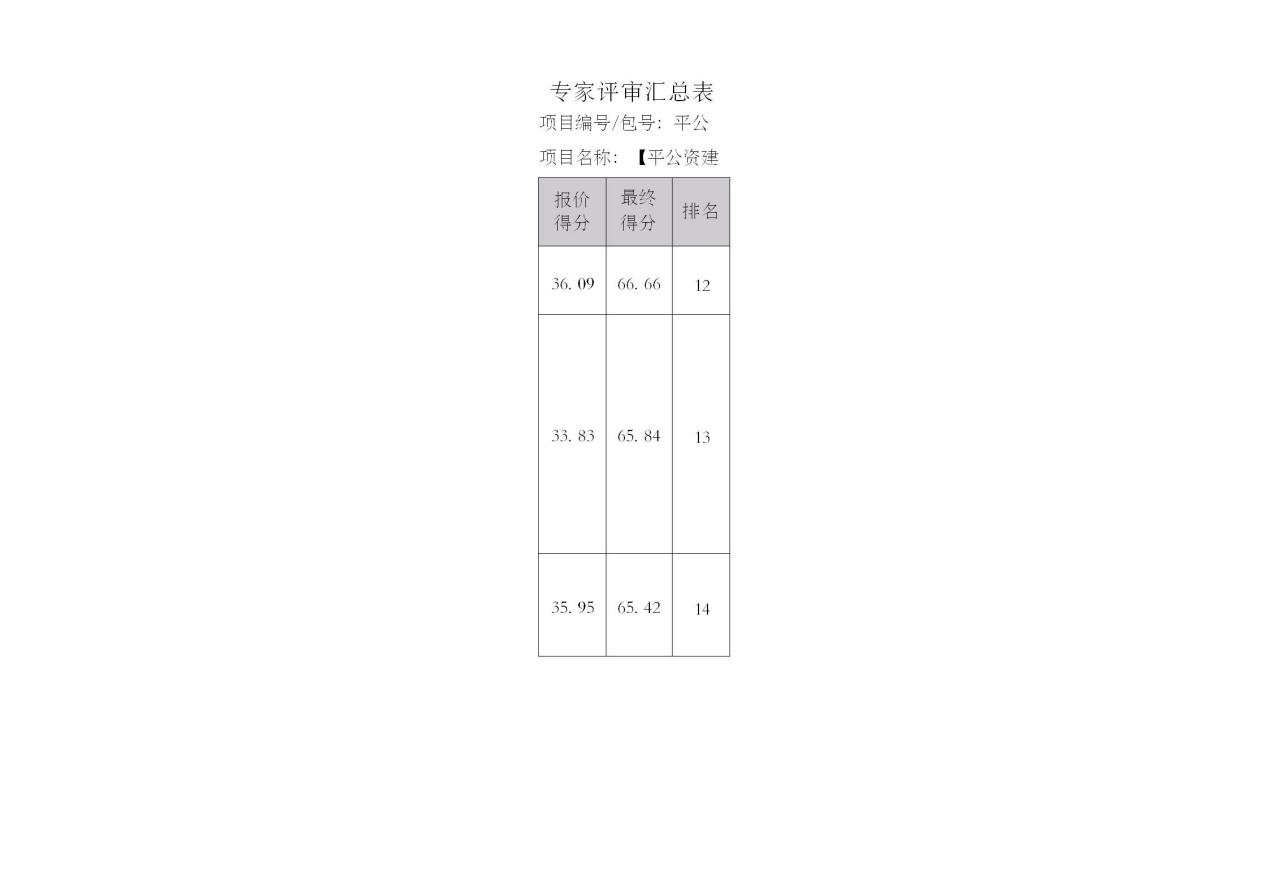 专家评审汇总表
项目编号/包号：平公
项目名称：【平公资建
报价得分 最终得分 排名
36.09 66.66 12
33.83 65.84 13
35.95 65.42 14